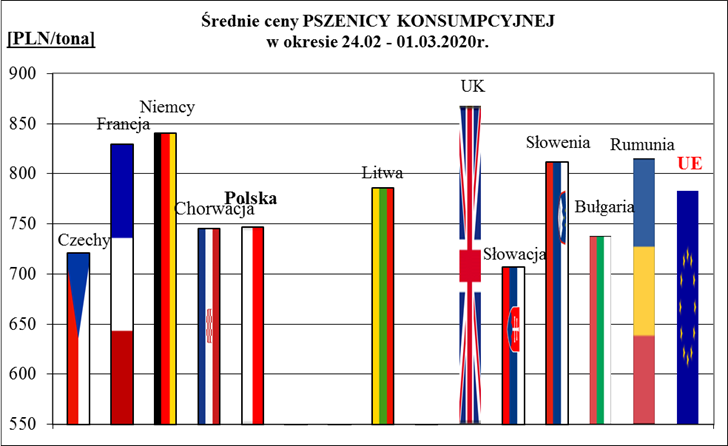 Średnie ceny PSZENICY KONSUMPCYJNEJ
w okresie 24.02 - 01.03.2020r.
[PLN/tona]
900
850
800
750
700
650
600
550
Czechy
Francja
Niemcy
Chorwacja
Polska
Litwa
UK
Słowacja
Słowenia
Bułgaria
Rumunia
UE